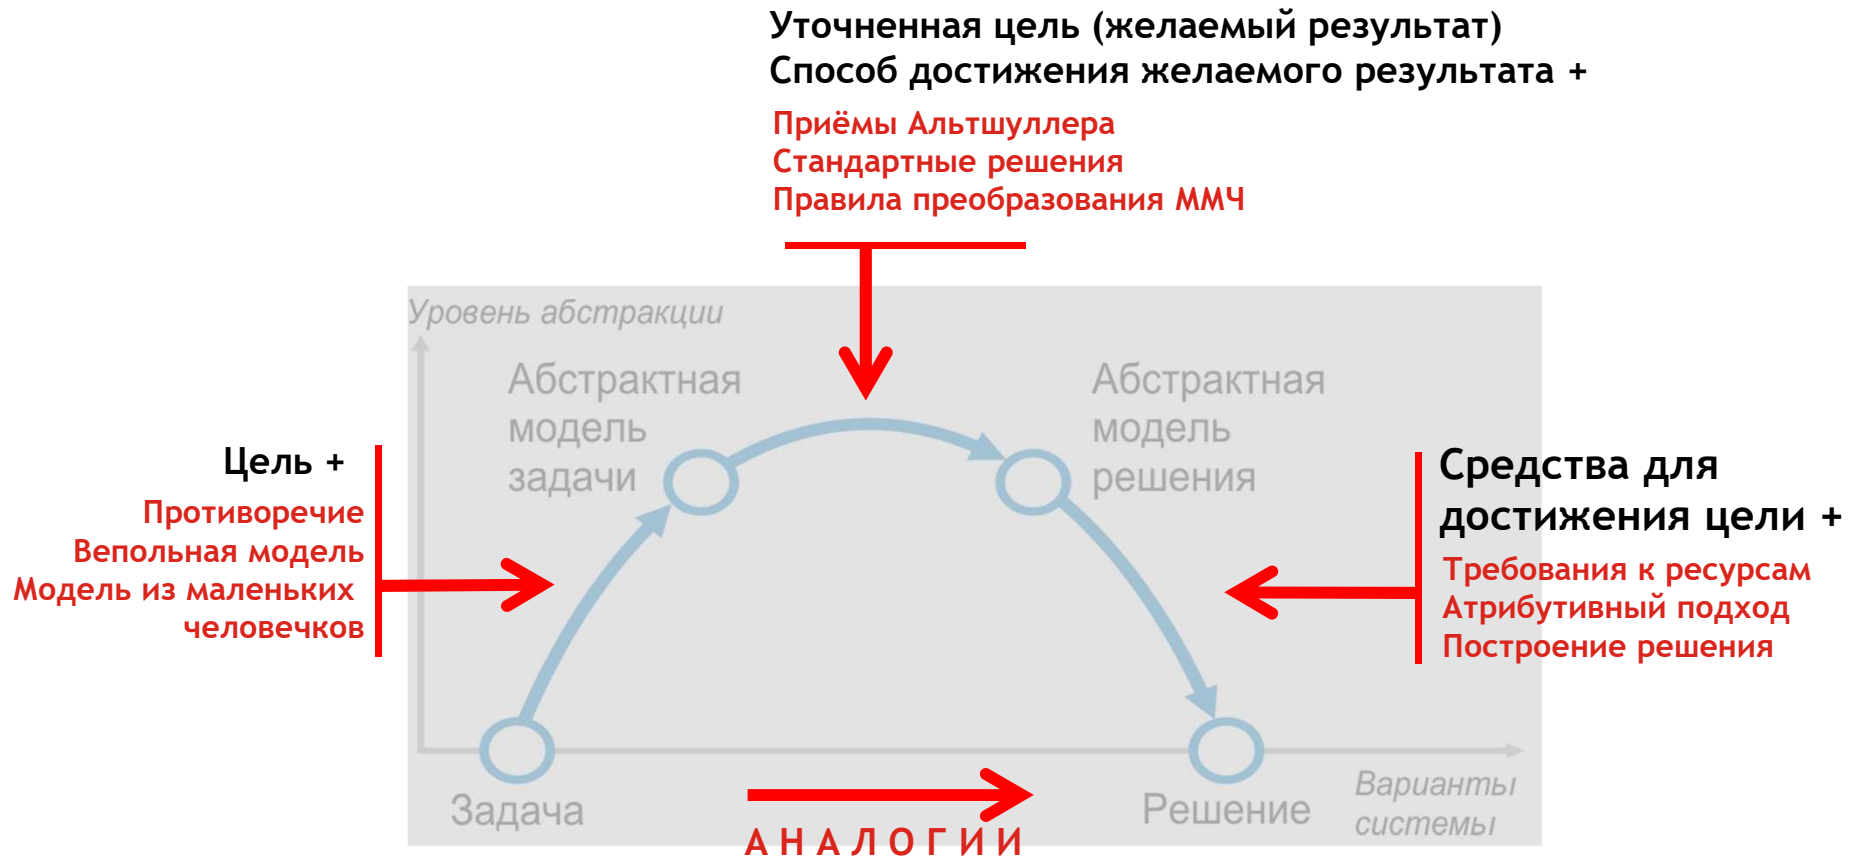 Уточненная цель (желаемый результат)
Способ достижения желаемого результата +
Приёмы Альтшуллера
Стандартные решения
Правила преобразования ММЧ
Уровень абстракции
Абстрактная
модель
задачи
Абстрактная
модель
решения
Цель +
Противоречие
Вепольная модель
Модель из маленьких
человечков
Средства для
достижения цели +
Требования к ресурсам
Атрибутивный подход
Построение решения
Задача
Решение
Варианты
системы
А Н А Л О Г И И